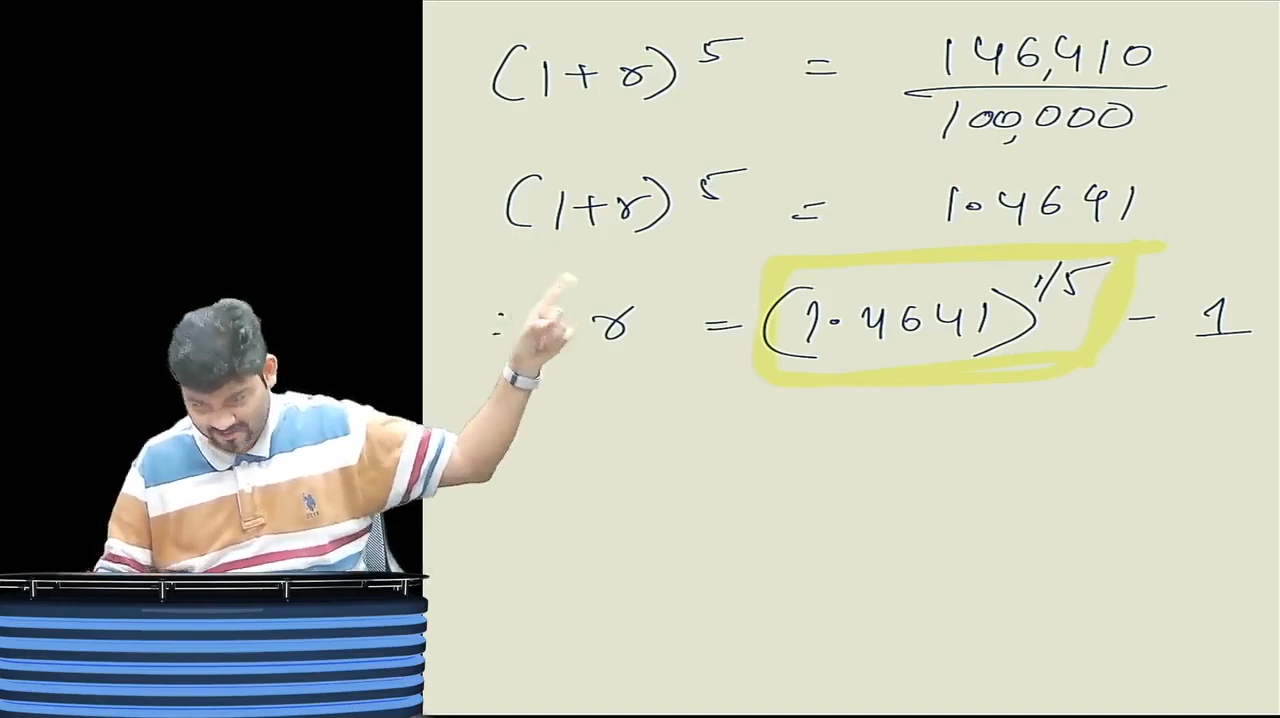 (1+r)^5 = 146,410 / 100,000
(1+r)^5 = 1.4641
r = (1.4641)^1/5 - 1